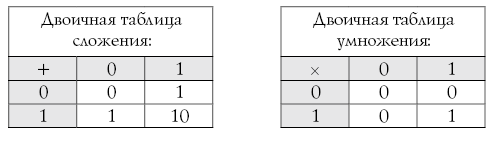 Двоичная таблица
сложения:
+ 0 1
0 0 1
1 1 10
Двоичная таблица
умножения:
× 0 1
0 0 0
1 0 1